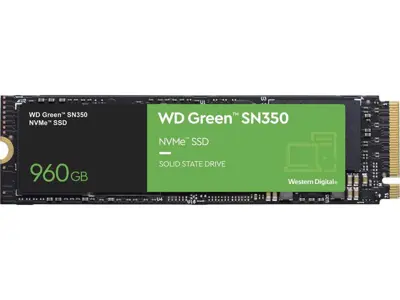 WD Green™ SN350
NVMe™ SSD
960GB
WD Green™ SN350
NVMe™ SSD
SOLID STATE DRIVE
Western Digital®